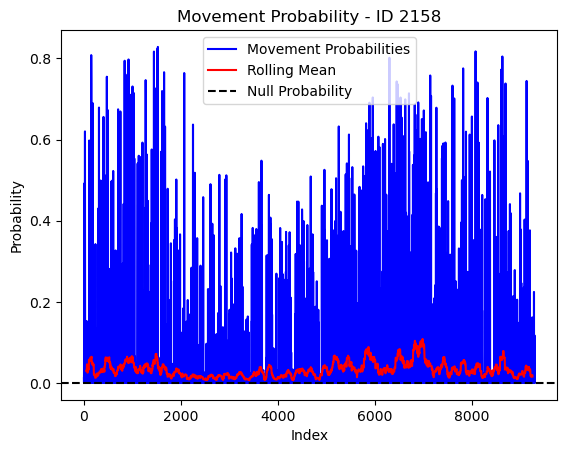 Movement Probability - ID 2158
Movement Probabilities
Rolling Mean
Null Probability
Probability
0.8
0.6
0.4
0.2
0.0
0 2000 4000 6000 8000
Index